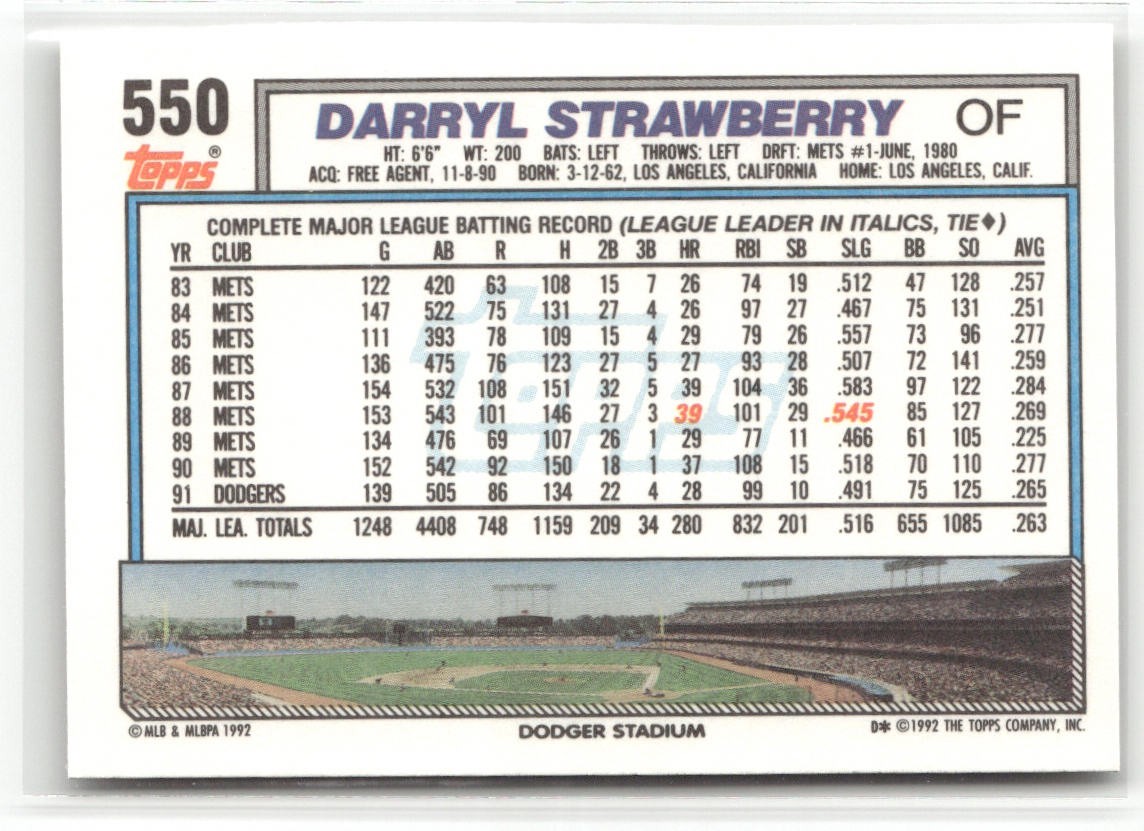 550
DARRYL STRAWBERRY OF
topps®
HT: 6'6" WT: 200 BATS: LEFT THROWS: LEFT DRFT: METS #1-JUNE, 1980
ACQ: FREE AGENT, 11-8-90 BORN: 3-12-62, LOS ANGELES, CALIFORNIA HOME: LOS ANGELES, CALIF.
COMPLETE MAJOR LEAGUE BATTING RECORD (LEAGUE LEADER IN ITALICS, TIE♦)
YR CLUB G AB R H 2B 3B HR RBI SB SLG BB SO AVG
83 METS 122 420 63 108 15 7 26 74 19 .512 47 128 .257
84 METS 147 522 75 131 27 4 26 97 27 .467 75 131 .251
85 METS 111 393 78 109 15 4 29 79 26 .557 73 96 .277
86 METS 136 475 76 123 27 5 27 93 28 .507 72 141 .259
87 METS 154 532 108 151 32 5 39 104 36 .583 97 122 .284
88 METS 153 543 101 146 27 3 39 101 29 .545 85 127 .269
89 METS 134 476 69 107 26 1 29 77 11 .466 61 105 .225
90 METS 152 542 92 150 18 1 37 108 15 .518 70 110 .277
91 DODGERS 139 505 86 134 22 4 28 99 10 .491 75 125 .265
MAJ. LEA. TOTALS 1248 4408 748 1159 209 34 280 832 201 .516 655 1085 .263
topps
©MLB & MLBPA 1992 DODGER STADIUM D* ©1992 THE TOPPS COMPANY, INC.